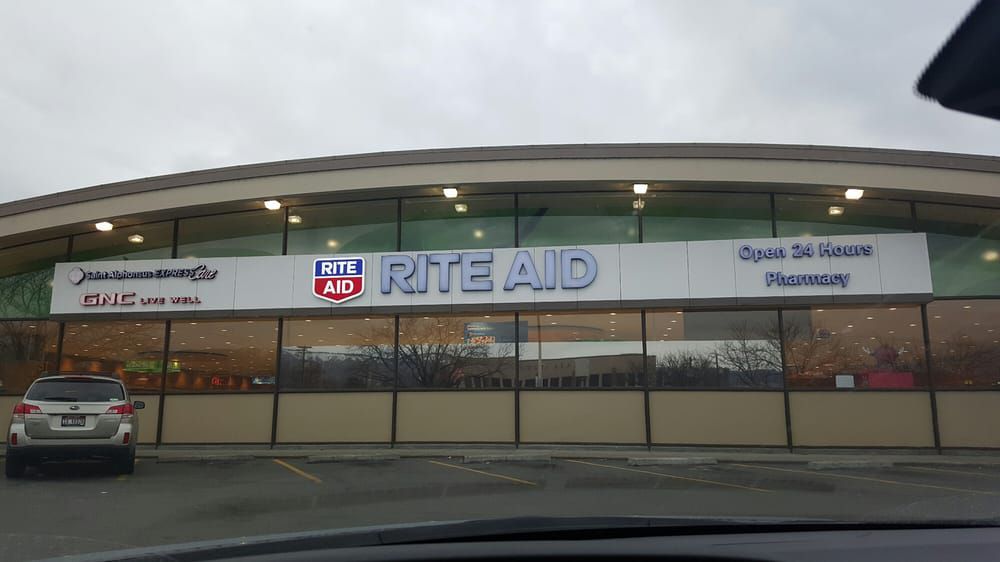 Saint Alphonsus EXPRESS Care
GNC LIVE WELL
RITE
AID
RITE AID
Open 24 Hours
Pharmacy